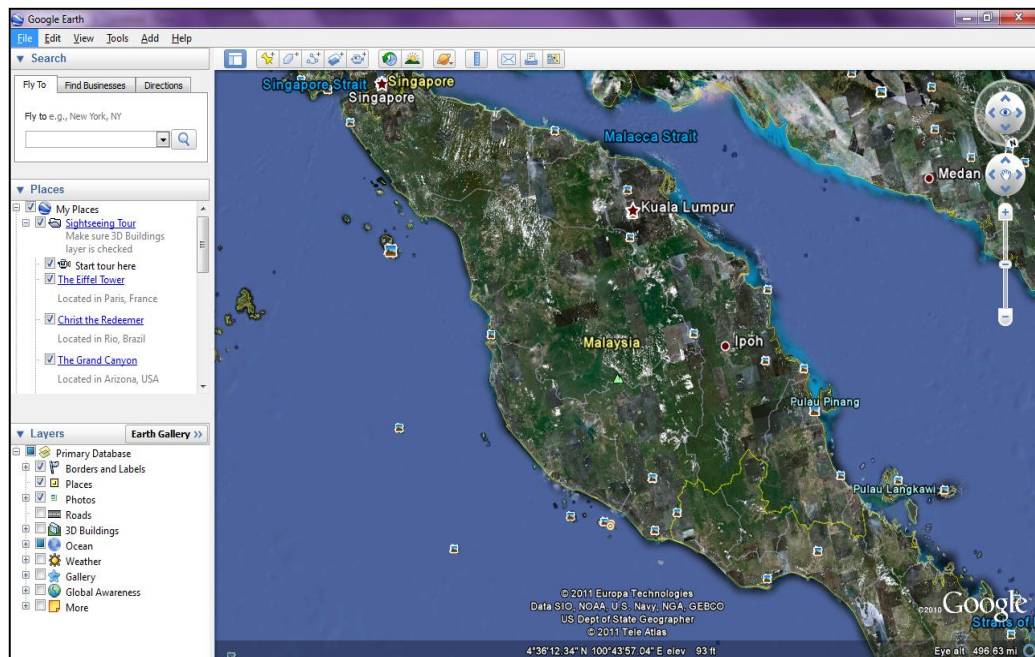 Google Earth
File Edit View Tools Add Help
Search
Fly To Find Businesses Directions
Fly to e.g., New York, NY
Places
My Places
Sightseeing Tour
Make sure 3D Buildings
layer is checked
Start tour here
The Eiffel Tower
Located in Paris, France
Christ the Redeemer
Located in Rio, Brazil
The Grand Canyon
Located in Arizona, USA
Layers Earth Gallery >>
Primary Database
Borders and Labels
Places
Photos
Roads
3D Buildings
Ocean
Weather
Gallery
Global Awareness
More
Singapore Strait Singapore
Singapore
Malacca Strait
Medan
N
Kuala Lumpur
Malaysia
Ipoh
Pulau Pinang
Pulau Langkawi
© 2011 Europa Technologies
Data SIO, NOAA, U.S. Navy, NGA, GEBCO
US Dept of State Geographer
© 2011 Tele Atlas
©2010 Google
Straits of
4°36'12.34" N 100°43'57.04" E elev 93 ft
Eye alt 496.63 mi